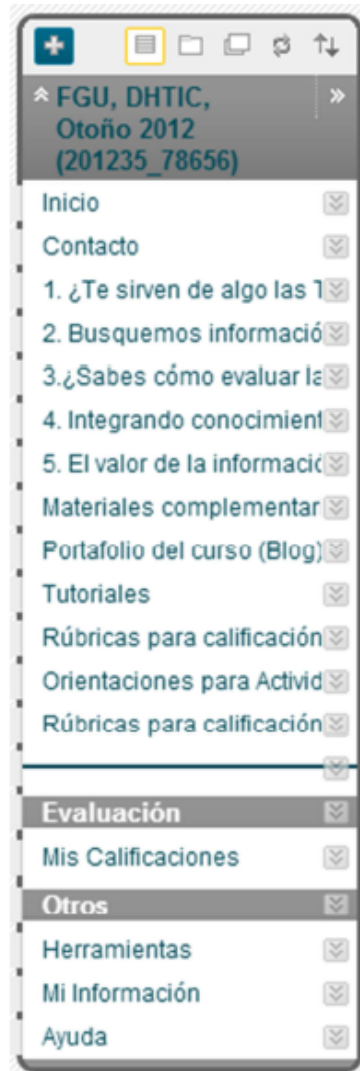 FGU, DHTIC,
Otoño 2012
(201235_78656)
Inicio
Contacto
1. ¿Te sirven de algo las T
2. Busquemos informació
3.¿Sabes cómo evaluar la
4. Integrando conocimient
5. El valor de la informació
Materiales complementar
Portafolio del curso (Blog)
Tutoriales
Rúbricas para calificación
Orientaciones para Activid
Rúbricas para calificación
Evaluación
Mis Calificaciones
Otros
Herramientas
Mi Información
Ayuda